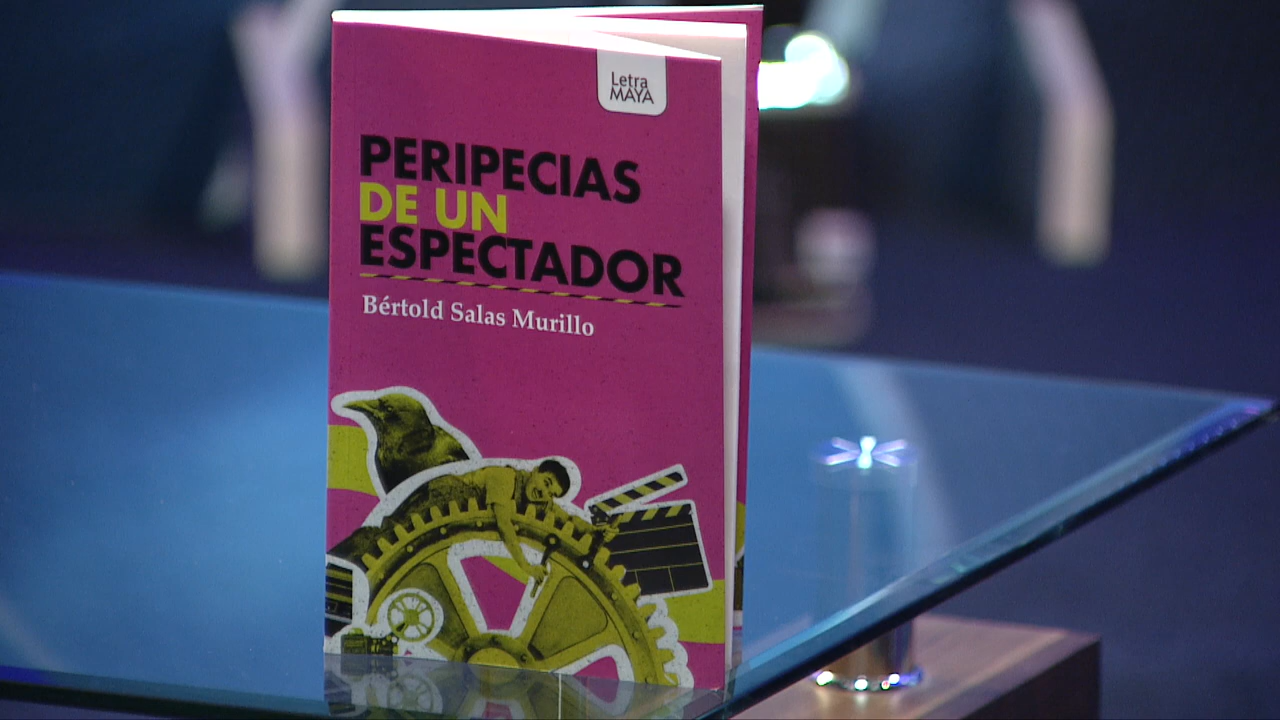 Letra
MAYA
PERIPECIAS
DE UN
ESPECTADOR
Bértold Salas Murillo